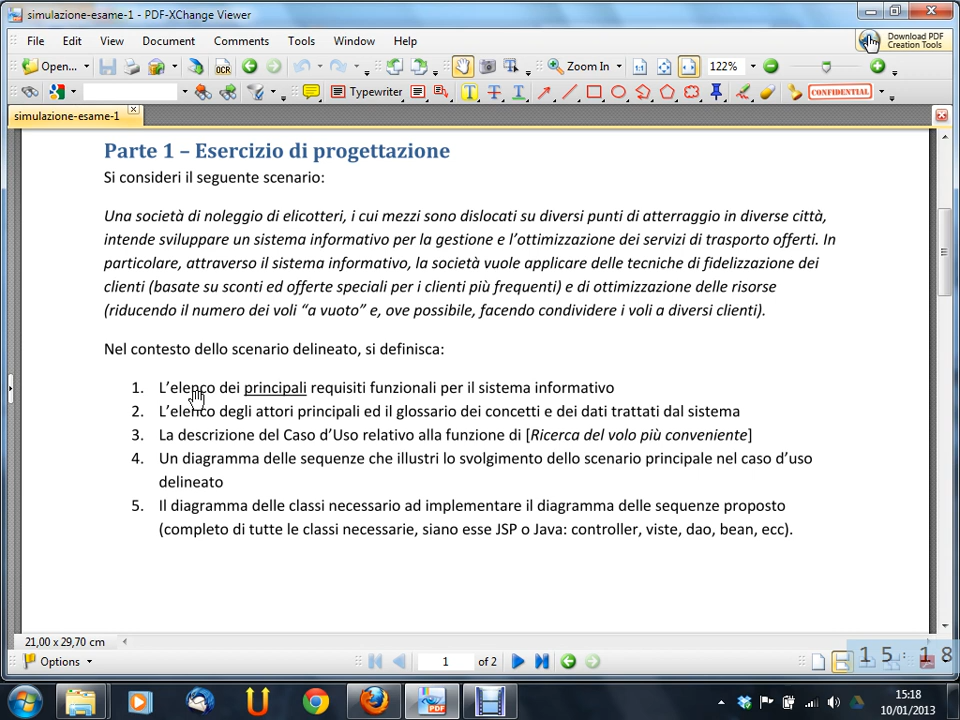 simulazione-esame-1 - PDF-XChange Viewer
File Edit View Document Comments Tools Window Help
Download PDF
Creation Tools
Open... OCR Zoom In 122%
Typewriter CONFIDENTIAL
simulazione-esame-1
Parte 1 – Esercizio di progettazione
Si consideri il seguente scenario:
Una società di noleggio di elicotteri, i cui mezzi sono dislocati su diversi punti di atterraggio in diverse città,
intende sviluppare un sistema informativo per la gestione e l’ottimizzazione dei servizi di trasporto offerti. In
particolare, attraverso il sistema informativo, la società vuole applicare delle tecniche di fidelizzazione dei
clienti (basate su sconti ed offerte speciali per i clienti più frequenti) e di ottimizzazione delle risorse
(riducendo il numero dei voli “a vuoto” e, ove possibile, facendo condividere i voli a diversi clienti).
Nel contesto dello scenario delineato, si definisca:
1. L’elenco dei principali requisiti funzionali per il sistema informativo
2. L’elenco degli attori principali ed il glossario dei concetti e dei dati trattati dal sistema
3. La descrizione del Caso d’Uso relativo alla funzione di [Ricerca del volo più conveniente]
4. Un diagramma delle sequenze che illustri lo svolgimento dello scenario principale nel caso d’uso
delineato
5. Il diagramma delle classi necessario ad implementare il diagramma delle sequenze proposto
(completo di tutte le classi necessarie, siano esse JSP o Java: controller, viste, dao, bean, ecc).
21,00 x 29,70 cm
15:18
Options 1 of 2
PDF
15:18
10/01/2013